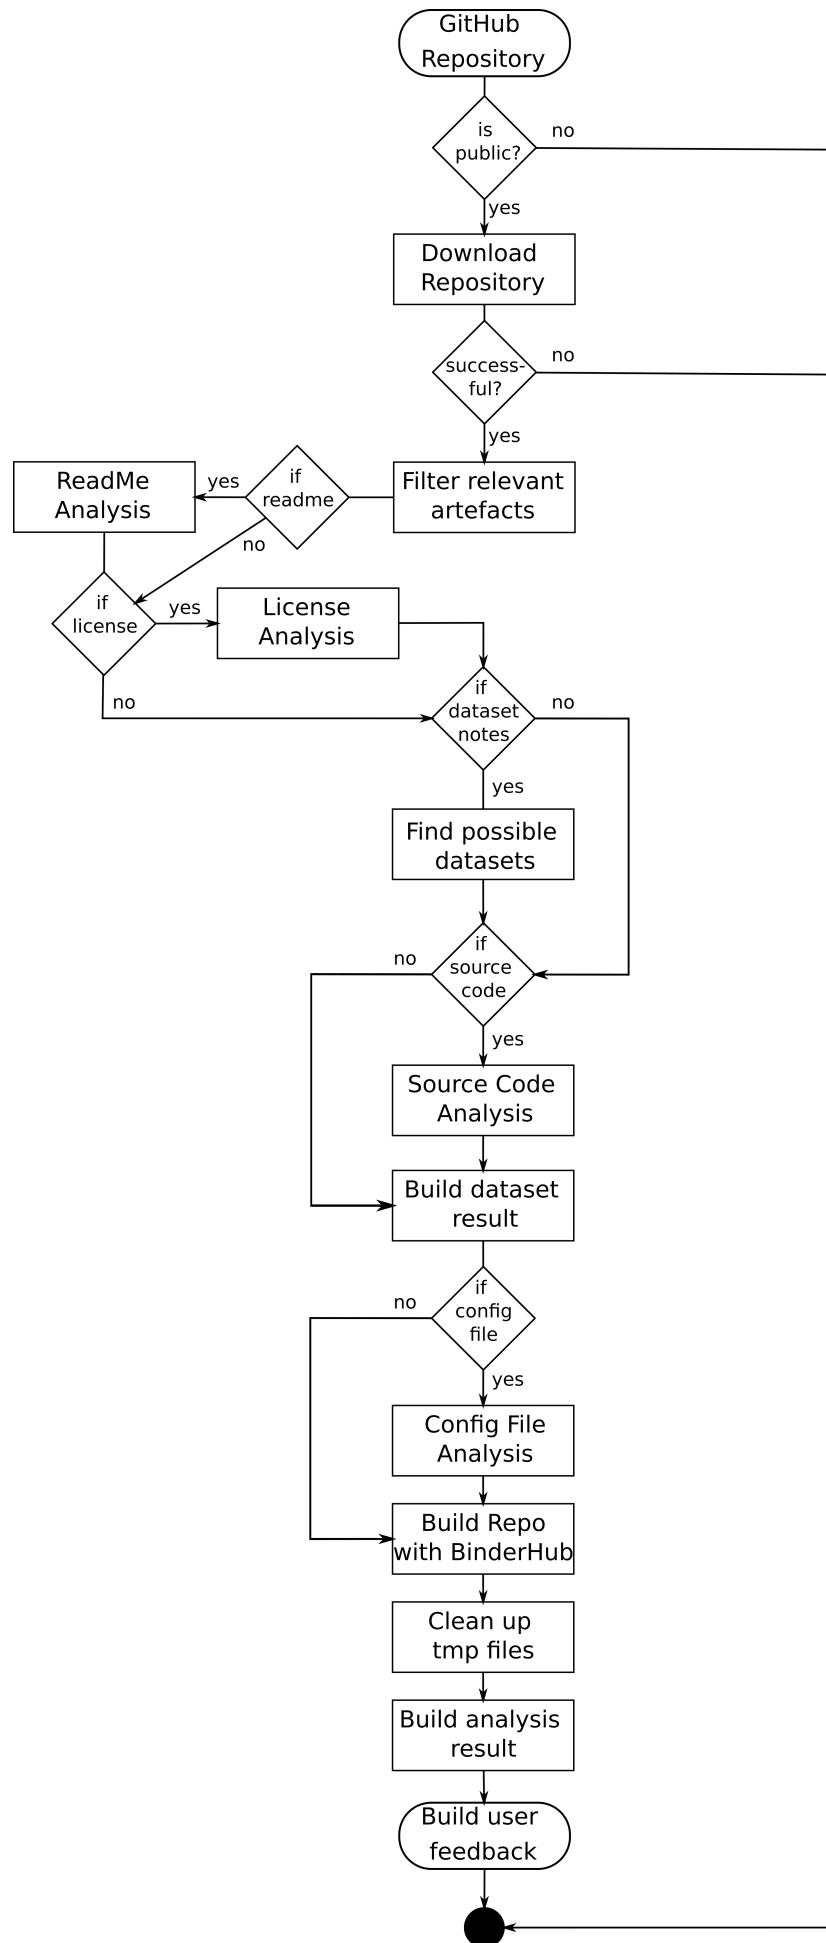 GitHub
Repository
is
public?
no
yes
Download
Repository
success-
ful?
no
yes
Filter relevant
artefacts
if
readme
yes
no
ReadMe
Analysis
if
license
yes
no
License
Analysis
if
dataset
notes
no
yes
Find possible
datasets
if
source
code
no
yes
Source Code
Analysis
Build dataset
result
if
config
file
no
yes
Config File
Analysis
Build Repo
with BinderHub
Clean up
tmp files
Build analysis
result
Build user
feedback